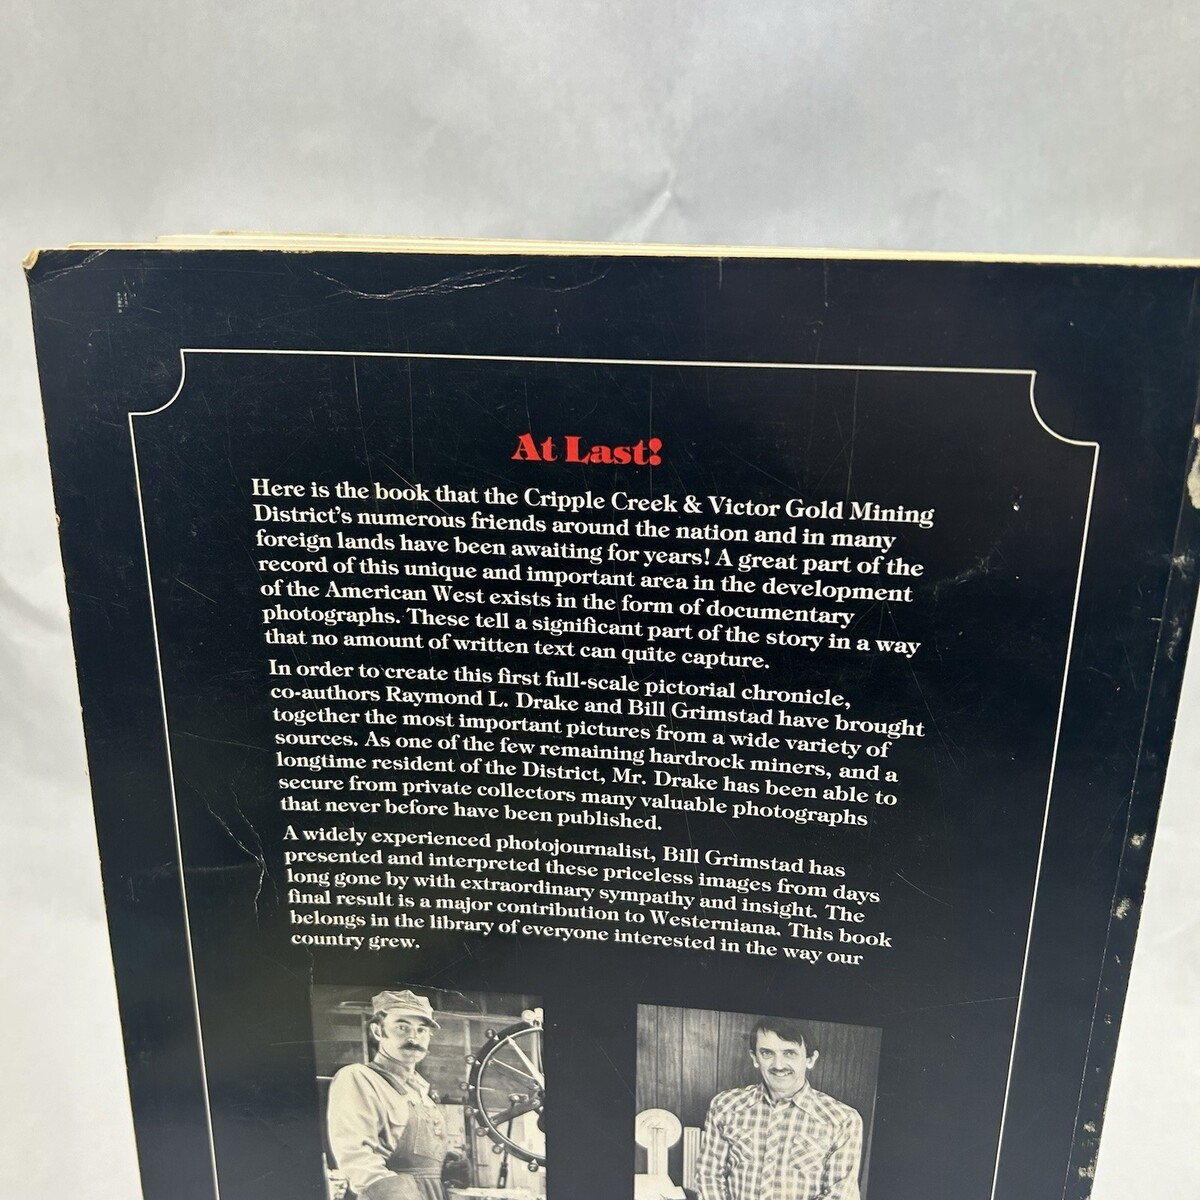 At Last!
Here is the book that the Cripple Creek & Victor Gold Mining
District's numerous friends around the nation and in many
foreign lands have been awaiting for years! A great part of the
record of this unique and important area in the development
of the American West exists in the form of documentary
photographs. These tell a significant part of the story in a way
that no amount of written text can quite capture.
In order to create this first full-scale pictorial chronicle,
co-authors Raymond L. Drake and Bill Grimstad have brought
together the most important pictures from a wide variety of
sources. As one of the few remaining hardrock miners, and a
longtime resident of the District, Mr. Drake has been able to
secure from private collectors many valuable photographs
that never before have been published.
A widely experienced photojournalist, Bill Grimstad has
presented and interpreted these priceless images from days
long gone by with extraordinary sympathy and insight. The
final result is a major contribution to Westerniana. This book
belongs in the library of everyone interested in the way our
country grew.